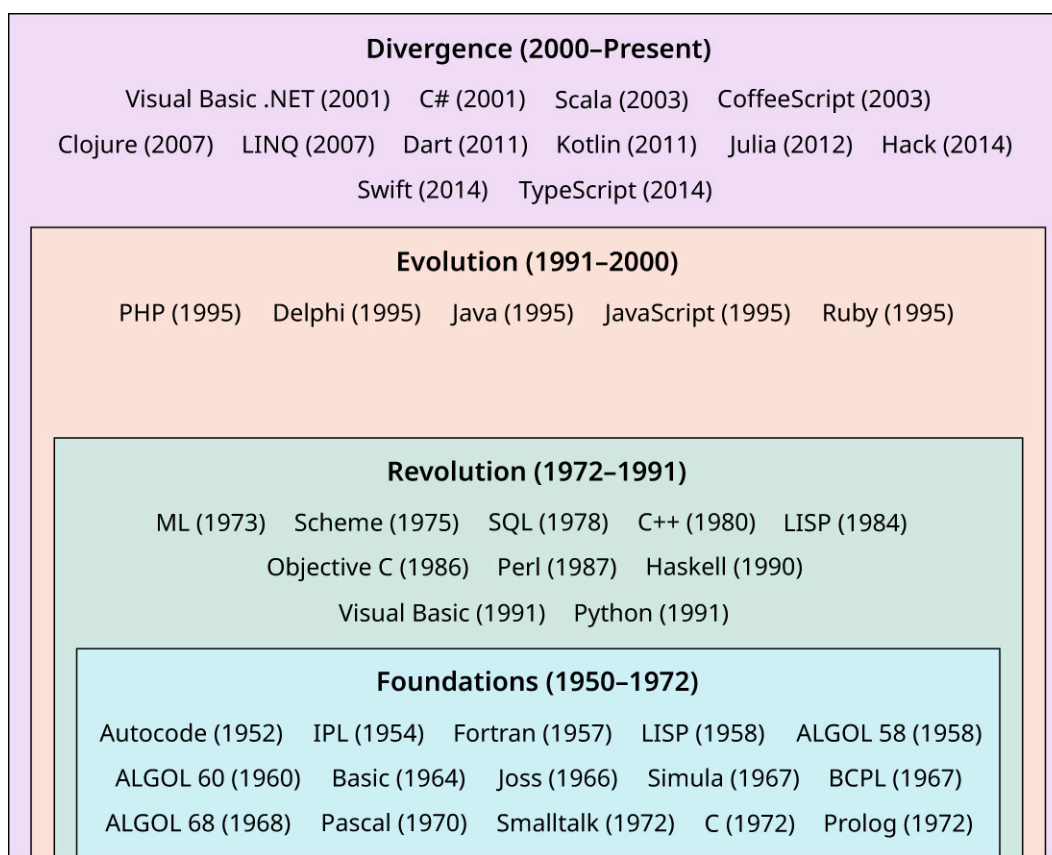 Divergence (2000–Present)
Visual Basic .NET (2001) C# (2001) Scala (2003) CoffeeScript (2003)
Clojure (2007) LINQ (2007) Dart (2011) Kotlin (2011) Julia (2012) Hack (2014)
Swift (2014) TypeScript (2014)
Evolution (1991–2000)
PHP (1995) Delphi (1995) Java (1995) JavaScript (1995) Ruby (1995)
Revolution (1972–1991)
ML (1973) Scheme (1975) SQL (1978) C++ (1980) LISP (1984)
Objective C (1986) Perl (1987) Haskell (1990)
Visual Basic (1991) Python (1991)
Foundations (1950–1972)
Autocode (1952) IPL (1954) Fortran (1957) LISP (1958) ALGOL 58 (1958)
ALGOL 60 (1960) Basic (1964) Joss (1966) Simula (1967) BCPL (1967)
ALGOL 68 (1968) Pascal (1970) Smalltalk (1972) C (1972) Prolog (1972)